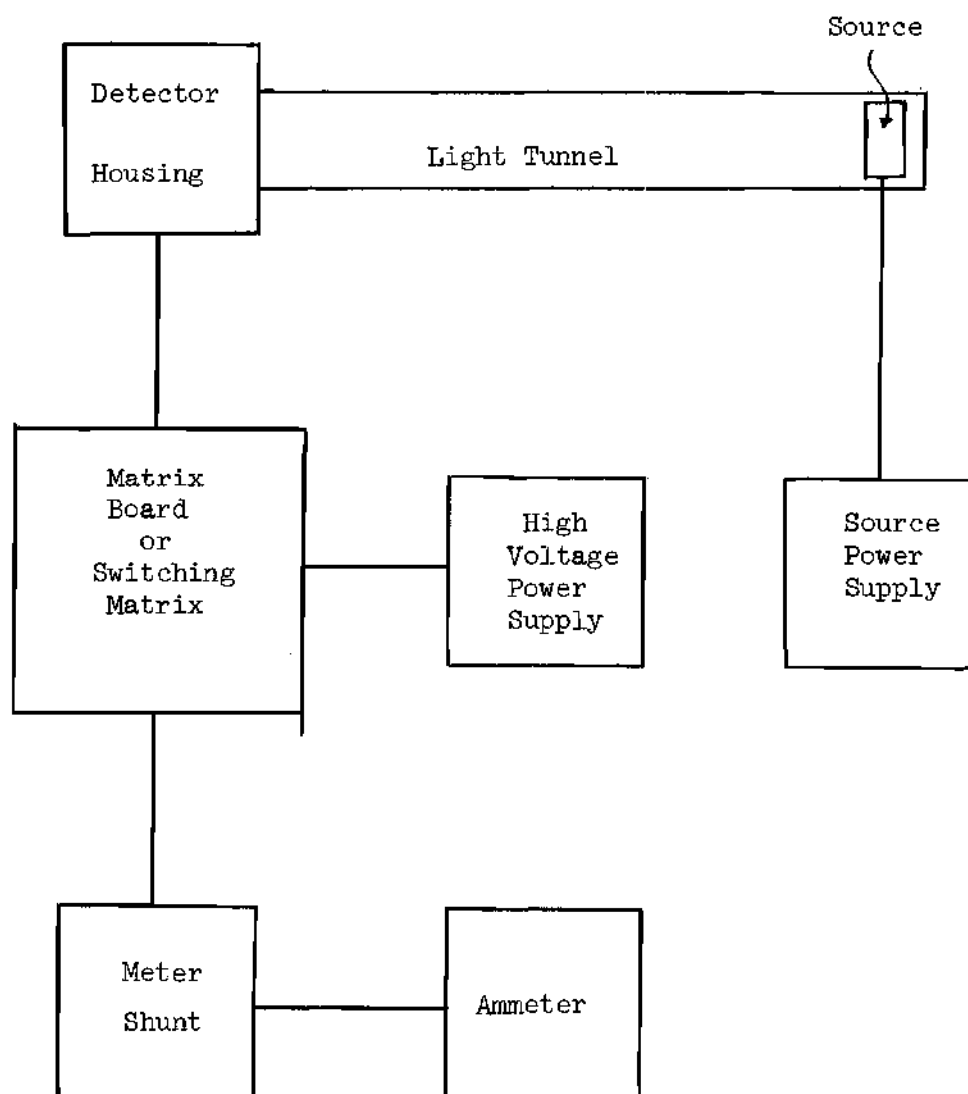 Source
Detector
Housing
Light Tunnel
Matrix
Board
or
Switching
Matrix
High
Voltage
Power
Supply
Source
Power
Supply
Meter
Shunt
Ammeter